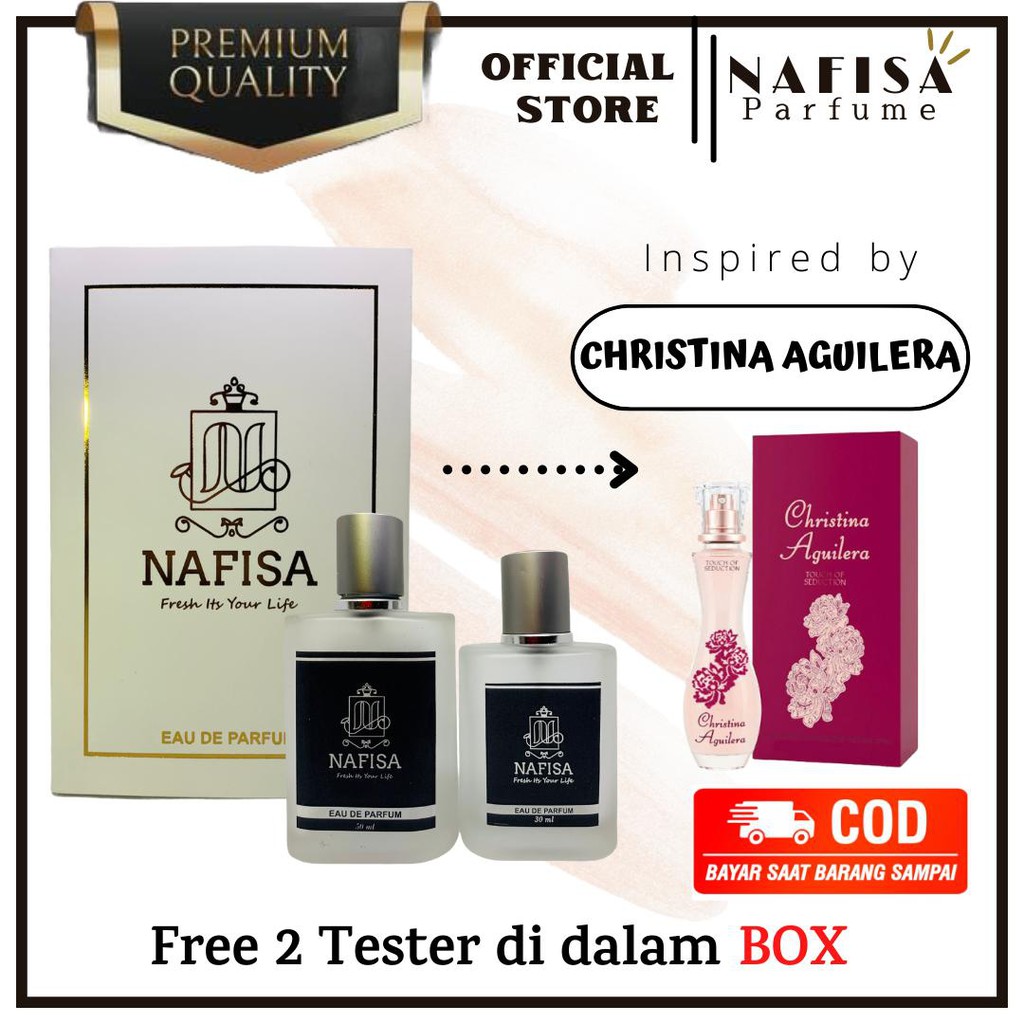 PREMIUM
QUALITY
OFFICIAL
STORE
NAFISA
Parfume
Inspired by
CHRISTINA AGUILERA
NAFISA
Fresh Its Your Life
EAU DE PARFU
NAFISA
Fresh Its Your Life
EAU DE PARFUM
50 ml
NAFISA
Fresh Its Your Life
EAU DE PARFUM
30 ml
TOUCH OF
SEDUCTION
Christina
Aguilera
Christina
Aguilera
TOUCH OF
SEDUCTION
COD
BAYAR SAAT BARANG SAMPAI
Free 2 Tester di dalam BOX